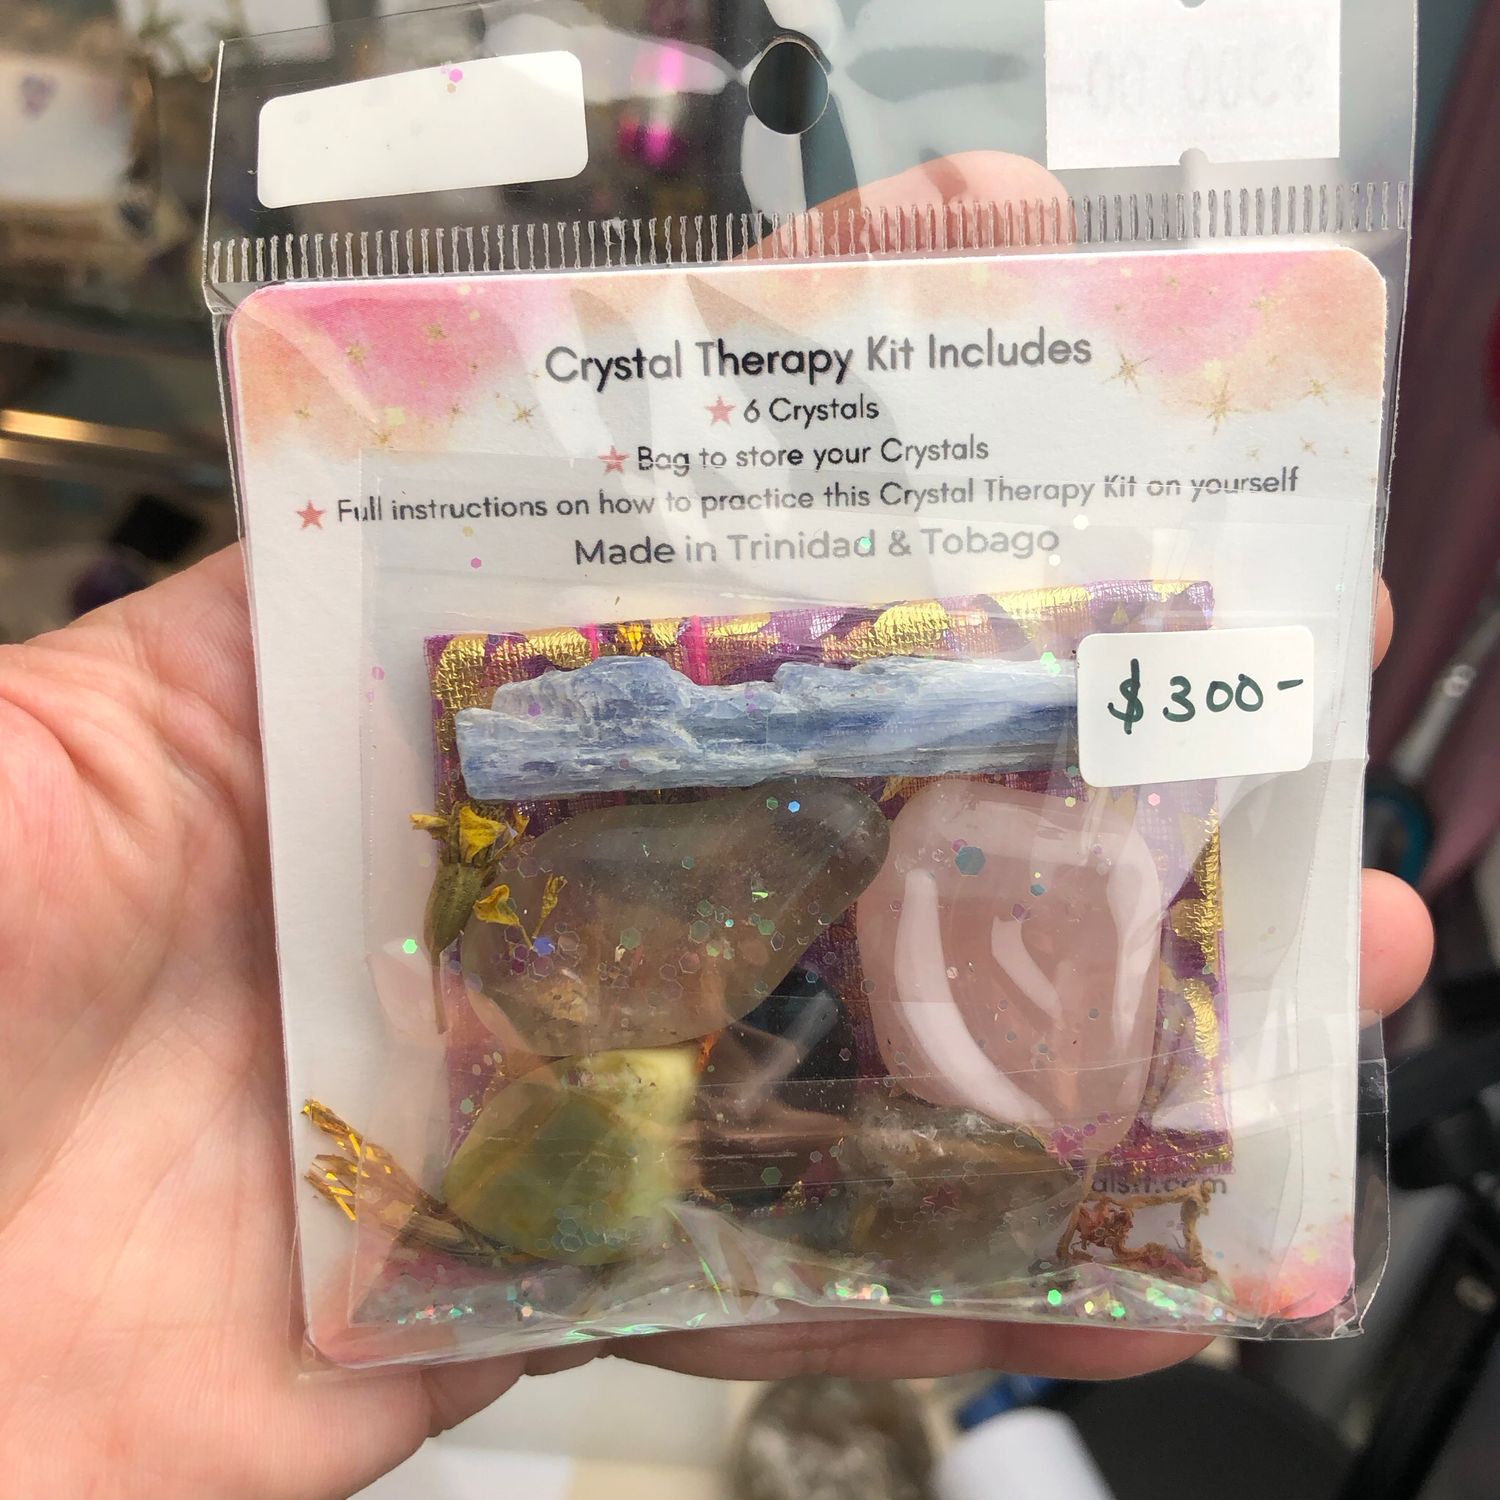 Crystal Therapy Kit Includes
★ 6 Crystals
★ Bag to store your Crystals
★ Full instructions on how to practice this Crystal Therapy Kit on yourself
Made in Trinidad & Tobago
$300-